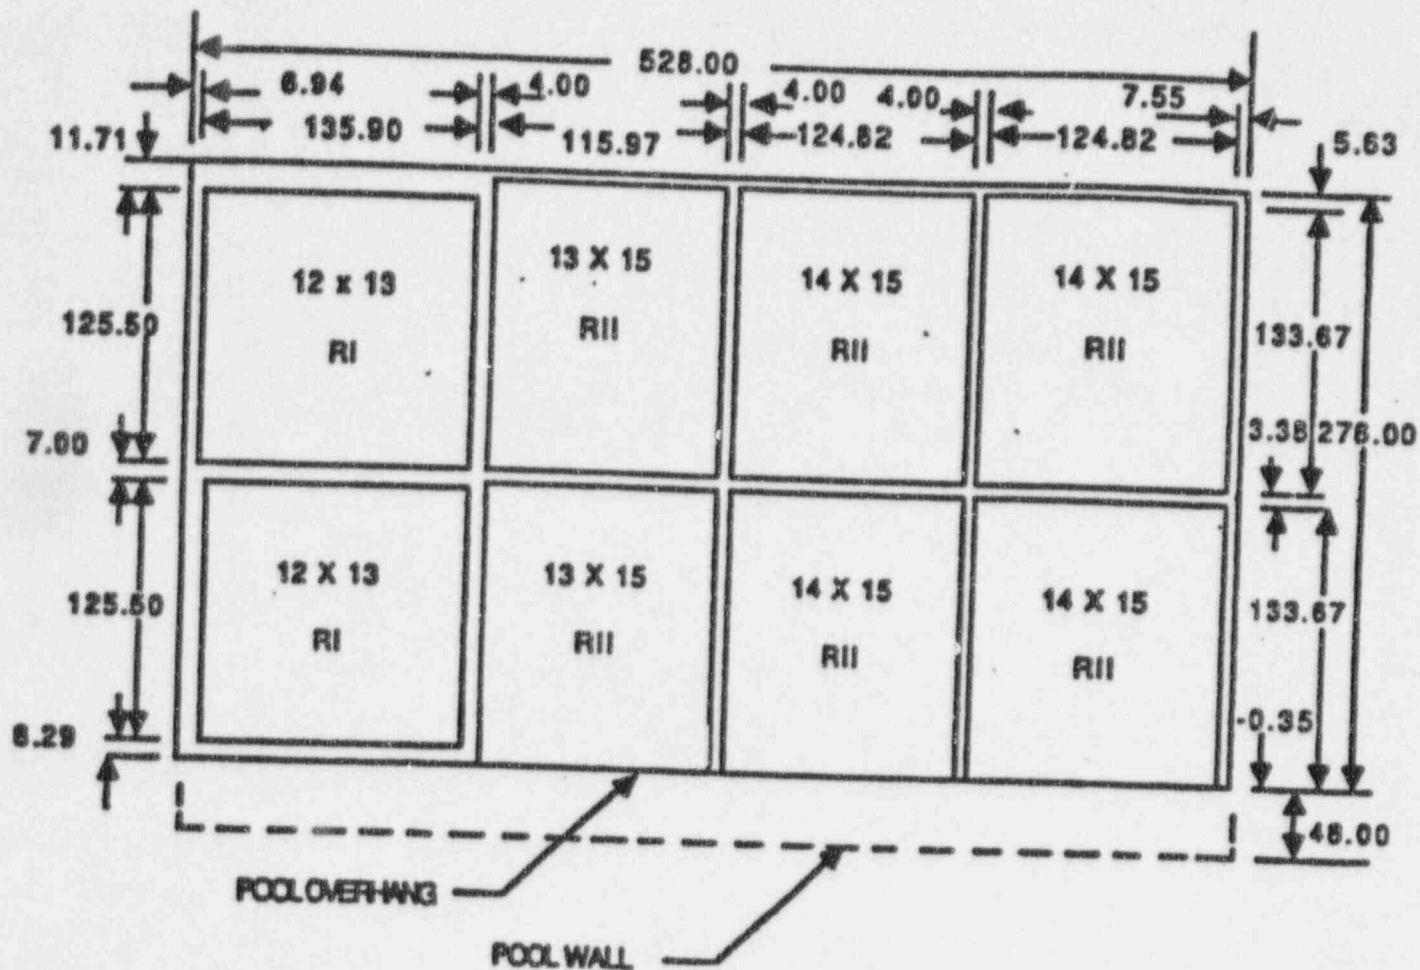 528.00
6.94 4.00 4.00 4.00 7.55
135.90 115.97 124.82 124.82
11.71 5.63
12 x 13 13 X 15 14 X 15 14 X 15
RI RII RII RII
125.50 133.67
7.00 3.38 276.00
12 X 13 13 X 15 14 X 15 14 X 15
RI RII RII RII
125.50 133.67
-0.35
6.29
48.00
POOL OVERHANG
POOL WALL